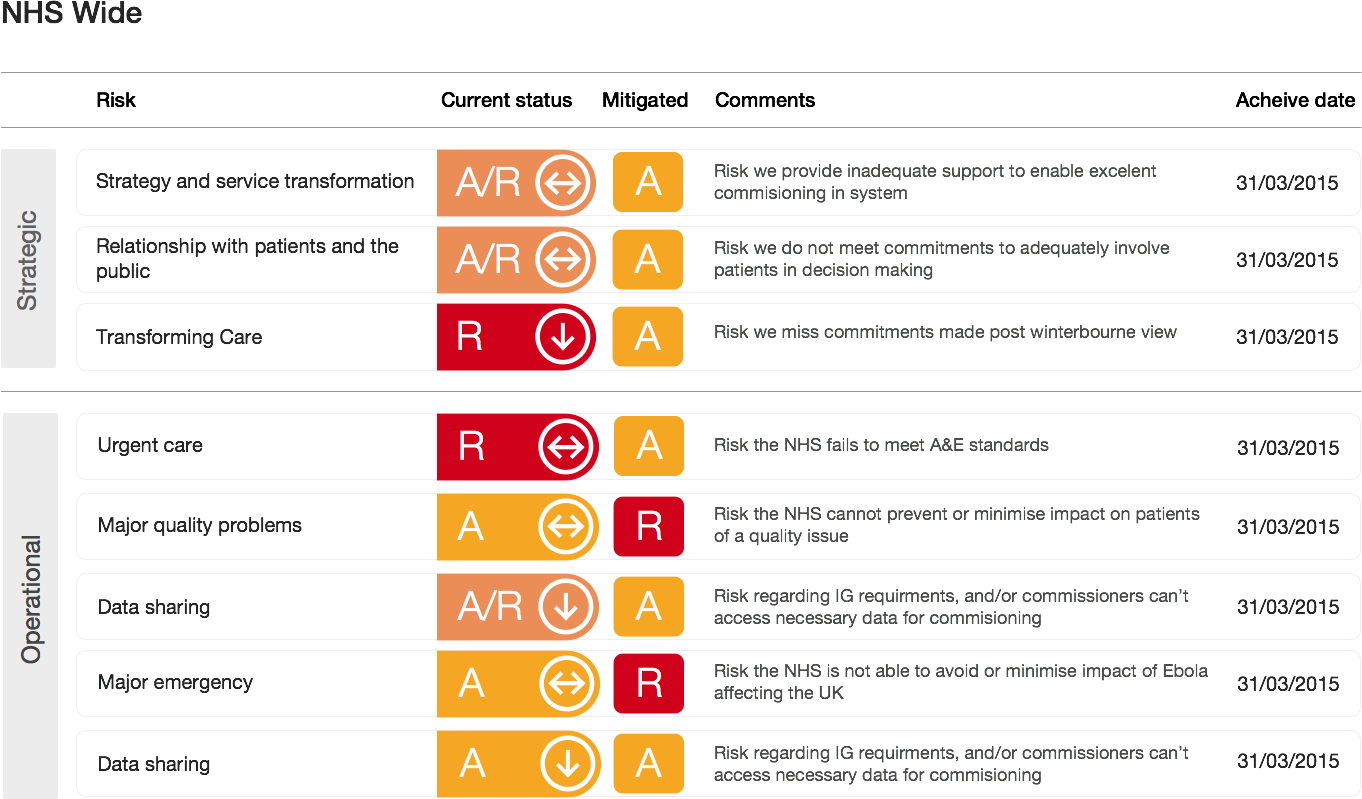 NHS Wide
Risk Current status Mitigated Comments Acheive date
Strategic
Strategy and service transformation A/R A Risk we provide inadequate support to enable excelent
commisioning in system
31/03/2015
Relationship with patients and the
public
A/R A Risk we do not meet commitments to adequately involve
patients in decision making
31/03/2015
Transforming Care R A Risk we miss commitments made post winterbourne view 31/03/2015
Operational
Urgent care R A Risk the NHS fails to meet A&E standards 31/03/2015
Major quality problems A R Risk the NHS cannot prevent or minimise impact on patients
of a quality issue
31/03/2015
Data sharing A/R A Risk regarding IG requirments, and/or commissioners can’t
access necessary data for commisioning
31/03/2015
Major emergency A R Risk the NHS is not able to avoid or minimise impact of Ebola
affecting the UK
31/03/2015
Data sharing A A Risk regarding IG requirments, and/or commissioners can’t
access necessary data for commisioning
31/03/2015